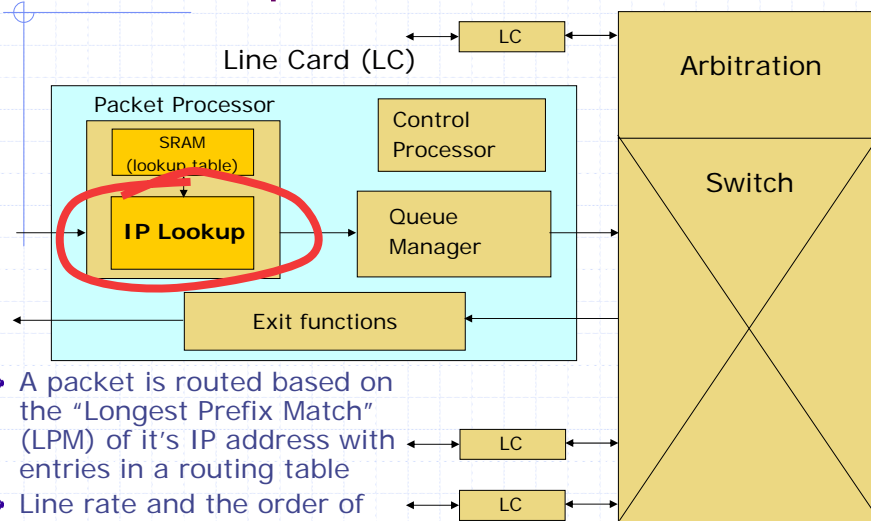 LC
Line Card (LC)
Arbitration
Packet Processor
SRAM
(lookup table)
Control
Processor
Switch
IP Lookup
Queue
Manager
Exit functions
A packet is routed based on
the “Longest Prefix Match”
(LPM) of it's IP address with
entries in a routing table
LC
Line rate and the order of
LC